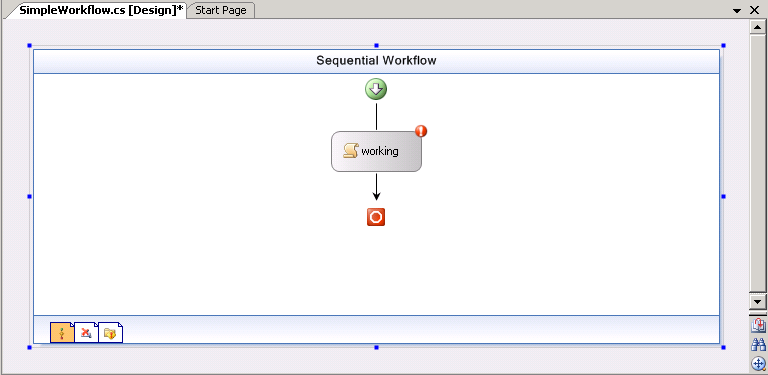 SimpleWorkflow.cs [Design]* Start Page
Sequential Workflow
working